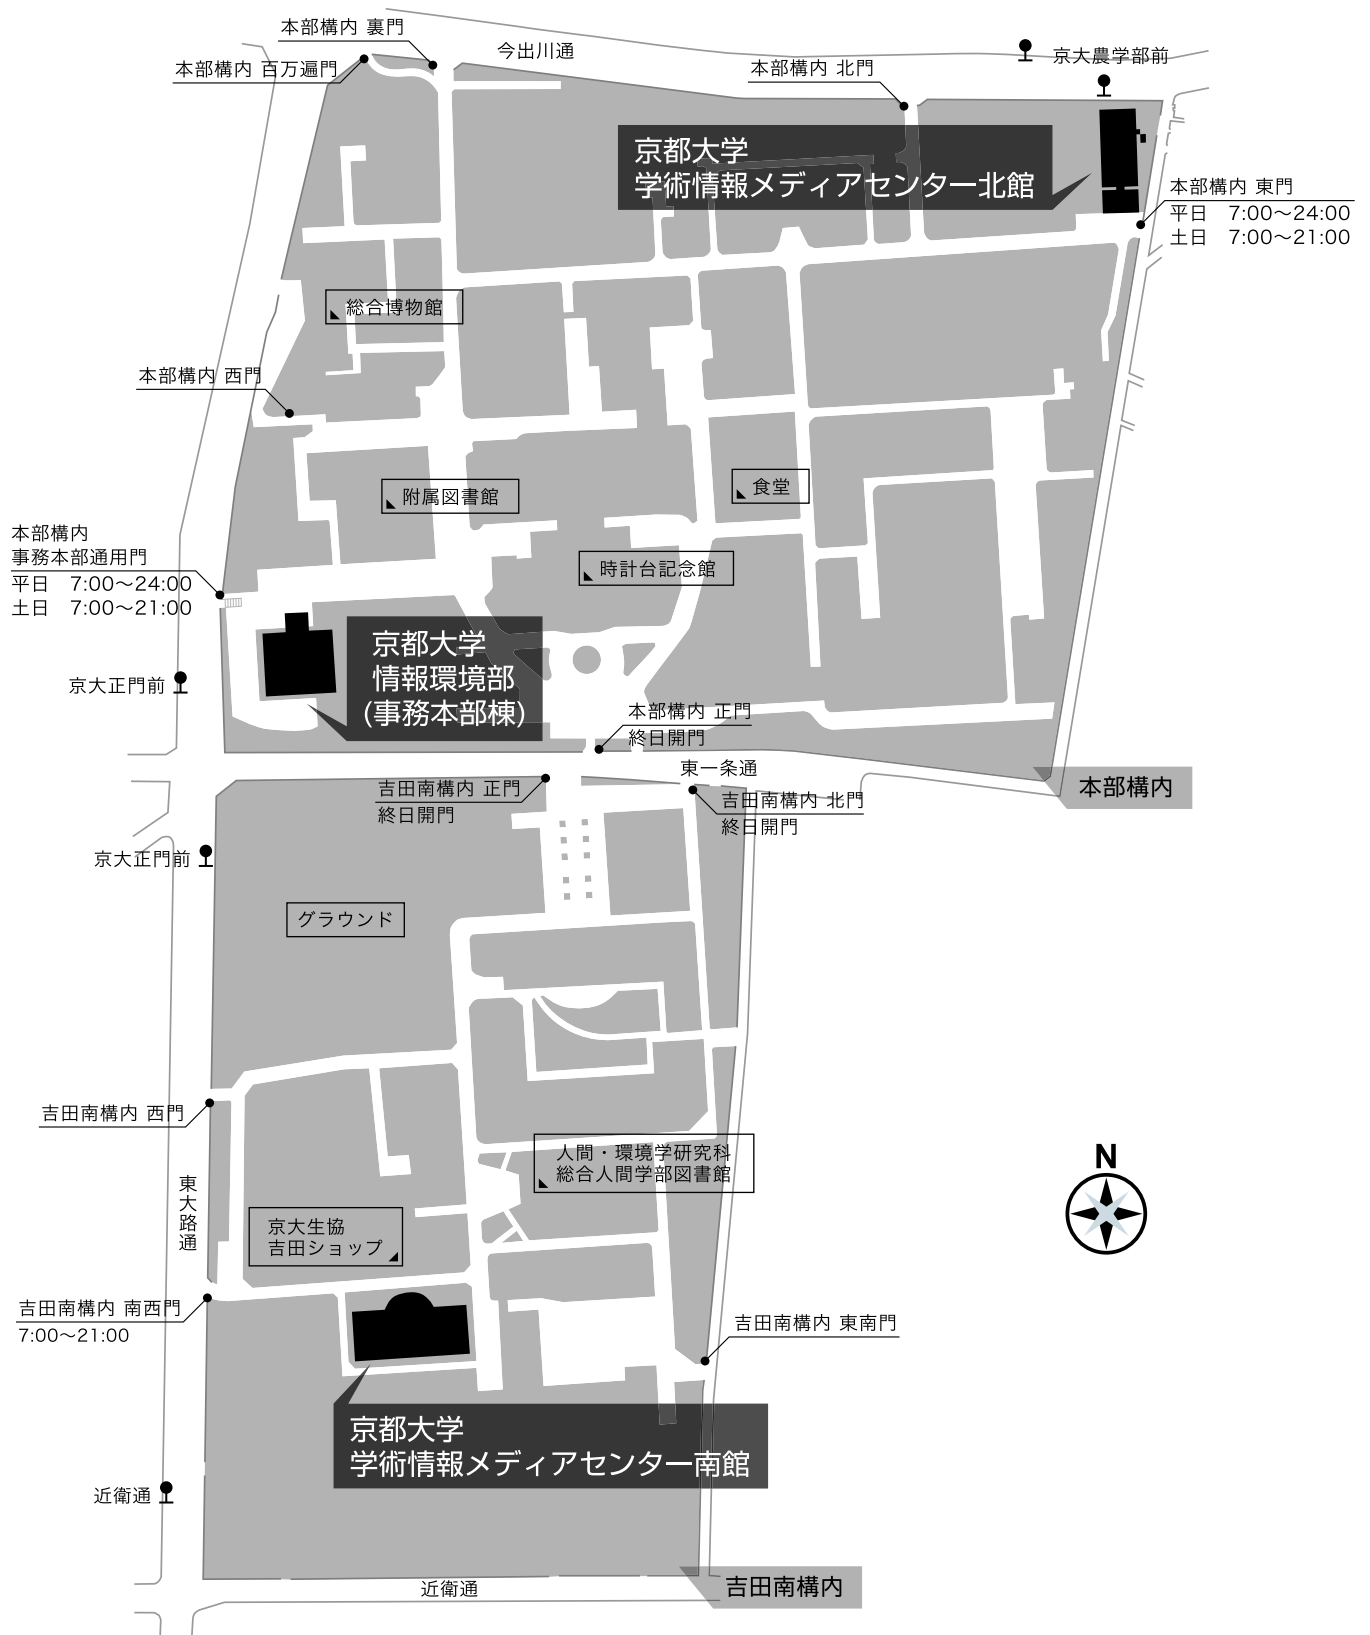 本部構内 裏門
今出川通
京大農学部前
本部構内 百万遍門
本部構内 北門
京都大学
学術情報メディアセンター北館
本部構内 東門
平日　7:00〜24:00
土日　7:00〜21:00
総合博物館
本部構内 西門
附属図書館
食堂
本部構内
事務本部通用門
平日　7:00〜24:00
土日　7:00〜21:00
時計台記念館
京都大学
情報環境部
(事務本部棟)
京大正門前
本部構内 正門
終日開門
東一条通
本部構内
吉田南構内 正門
終日開門
吉田南構内 北門
終日開門
京大正門前
グラウンド
吉田南構内 西門
人間・環境学研究科
総合人間学部図書館
N
東大路通
京大生協
吉田ショップ
吉田南構内 南西門
7:00〜21:00
吉田南構内 東南門
京都大学
学術情報メディアセンター南館
近衛通
近衛通
吉田南構内